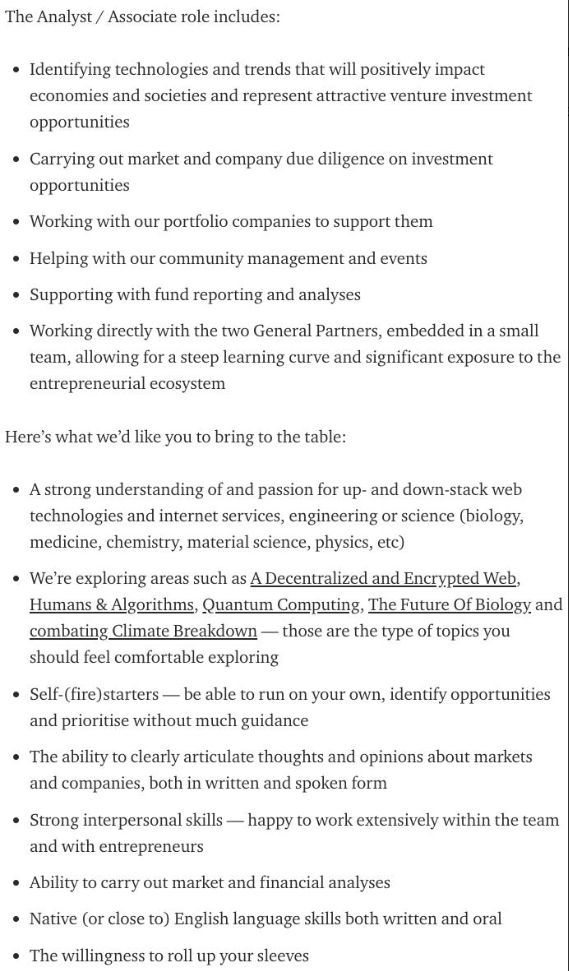 The Analyst / Associate role includes:
• Identifying technologies and trends that will positively impact
economies and societies and represent attractive venture investment
opportunities
• Carrying out market and company due diligence on investment
opportunities
• Working with our portfolio companies to support them
• Helping with our community management and events
• Supporting with fund reporting and analyses
• Working directly with the two General Partners, embedded in a small
team, allowing for a steep learning curve and significant exposure to the
entrepreneurial ecosystem
Here’s what we’d like you to bring to the table:
• A strong understanding of and passion for up- and down-stack web
technologies and internet services, engineering or science (biology,
medicine, chemistry, material science, physics, etc)
• We’re exploring areas such as A Decentralized and Encrypted Web,
Humans & Algorithms, Quantum Computing, The Future Of Biology and
combating Climate Breakdown — those are the type of topics you
should feel comfortable exploring
• Self-(fire)starters — be able to run on your own, identify opportunities
and prioritise without much guidance
• The ability to clearly articulate thoughts and opinions about markets
and companies, both in written and spoken form
• Strong interpersonal skills — happy to work extensively within the team
and with entrepreneurs
• Ability to carry out market and financial analyses
• Native (or close to) English language skills both written and oral
• The willingness to roll up your sleeves